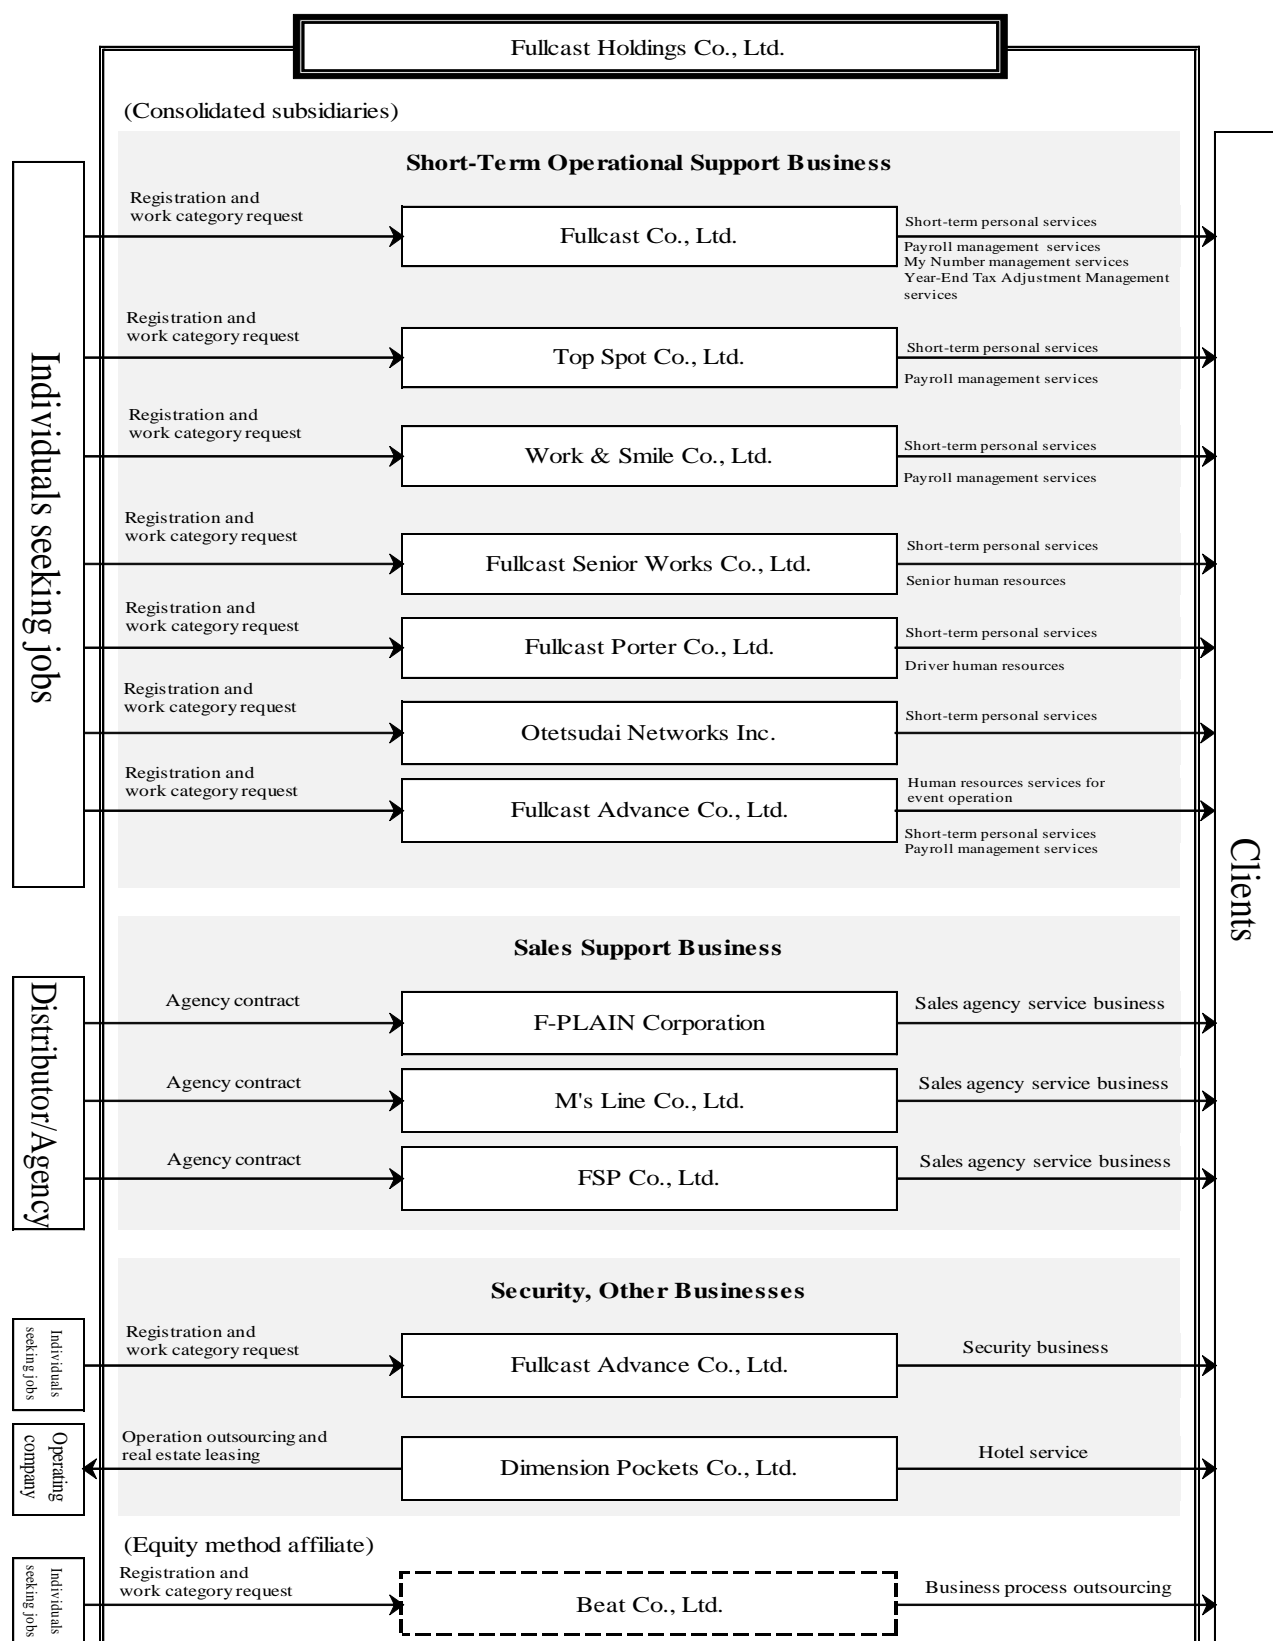 Fullcast Holdings Co., Ltd.
(Consolidated subsidiaries)
Short-Term Operational Support Business
Individuals seeking jobs
Clients
Registration and
work category request
Fullcast Co., Ltd.
Short-term personal services
Payroll management services
My Number management services
Year-End Tax Adjustment Management
services
Registration and
work category request
Top Spot Co., Ltd.
Short-term personal services
Payroll management services
Registration and
work category request
Work & Smile Co., Ltd.
Short-term personal services
Payroll management services
Registration and
work category request
Fullcast Senior Works Co., Ltd.
Short-term personal services
Senior human resources
Registration and
work category request
Fullcast Porter Co., Ltd.
Short-term personal services
Driver human resources
Registration and
work category request
Otetsudai Networks Inc.
Short-term personal services
Registration and
work category request
Fullcast Advance Co., Ltd.
Human resources services for
event operation
Short-term personal services
Payroll management services
Sales Support Business
Distributor/Agency
Agency contract
F-PLAIN Corporation
Sales agency service business
Agency contract
M's Line Co., Ltd.
Sales agency service business
Agency contract
FSP Co., Ltd.
Sales agency service business
Security, Other Businesses
Individuals
seeking jobs
Registration and
work category request
Fullcast Advance Co., Ltd.
Security business
Operating
company
Operation outsourcing and
real estate leasing
Dimension Pockets Co., Ltd.
Hotel service
(Equity method affiliate)
Individuals
seeking jobs
Registration and
work category request
Beat Co., Ltd.
Business process outsourcing